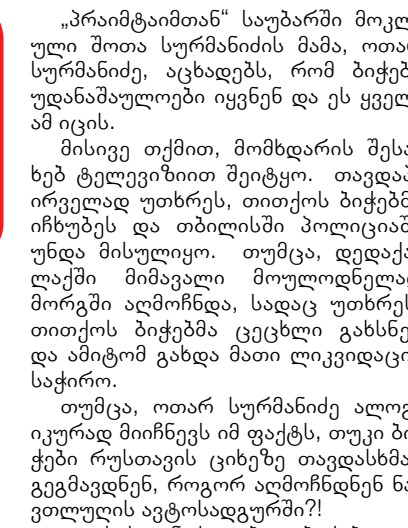 „პრაიმტაიმთან“ საუბარში მოკლ
ული შოთა სურმანიძის მამა, ოთარ
სურმანიძე, აცხადებს, რომ ბიჭებ
უდანაშაულოები იყვნენ და ეს ყველ
ამ იცის.
მისივე თქმით, მომხდარის შესა
ხებ ტელევიზიით შეიტყო. თავდაპ
ირველად უთხრეს, თითქოს ბიჭებმ
იჩხუბეს და თბილისში პოლიციაშ
უნდა მისულიყო. თუმცა, დედაქა
ლაქში მიმავალი მოულოდნელად
მორგში აღმოჩნდა, სადაც უთხრეს
თითქოს ბიჭებმა ცეცხლი გახსნე
და ამიტომ გახდა მათი ლიკვიდაცი
საჭირო.
თუმცა, ოთარ სურმანიძე ალოგ
იკურად მიიჩნევს იმ ფაქტს, თუკი ბი
ჭები რუსთავის ციხეზე თავდასხმა
გეგმავდნენ, როგორ აღმოჩნდნენ ნა
ვთლუღის ავტოსადგურში?!